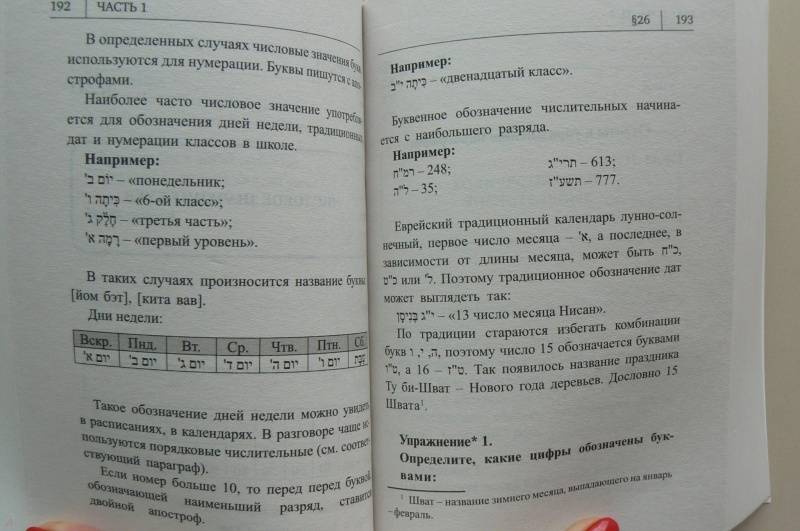 192 ЧАСТЬ 1
В определенных случаях числовые значения букв
используются для нумерации. Буквы пишутся с апо-
строфами.
Наиболее часто числовое значение употребля-
ется для обозначения дней недели, традиционных
дат и нумерации классов в школе.
Например:
יוֹם ב' – «понедельник;
כִּיתָה ו' – «6-ой класс»;
חֵלֶק ג' – «третья часть»;
רָמָה א' – «первый уровень».
В таких случаях произносится название буквы
[йом бэт], [кита вав].
Дни недели:
Вскр. Пнд. Вт. Ср. Чтв. Птн. Сб.
יום א' יום ב' יום ג' יום ד' יום ה' יום ו' שַׁבָּת
Такое обозначение дней недели можно увидеть
в расписаниях, в календарях. В разговоре чаще ис-
пользуются порядковые числительные (см. соответ-
ствующий параграф).
Если номер больше 10, то перед перед буквой,
обозначающей наименьший разряд, ставится
двойной апостроф.
§26 193
Например:
כִּיתָה י"ב – «двенадцатый класс».
Буквенное обозначение числительных начина-
ется с наибольшего разряда.
Например:
רמ"ח – 248; תרי"ג – 613;
ל"ה – 35; תשע"ז – 777.
Еврейский традиционный календарь лунно-сол-
нечный, первое число месяца – א', а последнее, в
зависимости от длины месяца, может быть כ"ח,
כ"ט или ל'. Поэтому традиционное обозначение дат
может выглядеть так:
י"ג בְּנִיסָן – «13 число месяца Нисан».
По традиции стараются избегать комбинации
букв ה, י, ו, поэтому число 15 обозначается буквами
ט"ו, а 16 – ט"ז. Так появилось название праздника
Ту би-Шват – Нового года деревьев. Дословно 15
Швата¹.
Упражнение* 1.
Определите, какие цифры обозначены бук-
вами:
¹ Шват – название зимнего месяца, выпадающего на январь
– февраль.